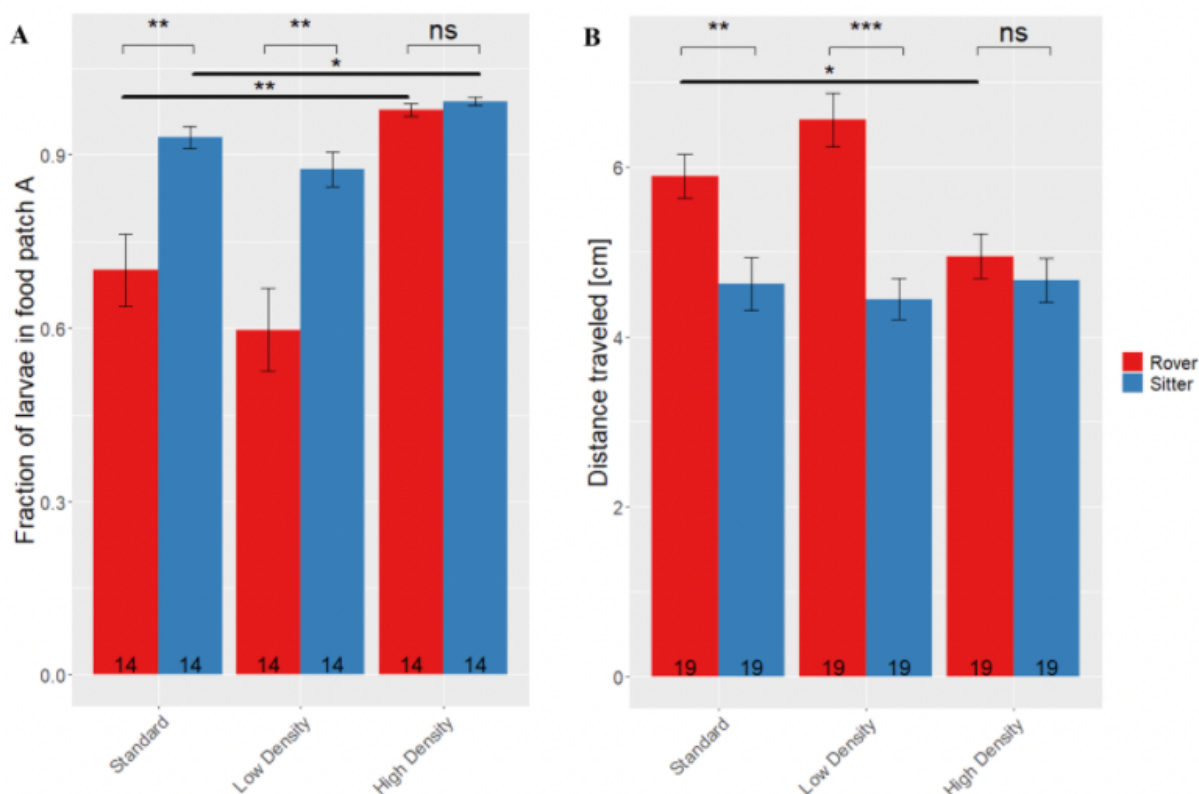 A
** ** ns
*
**
Fraction of larvae in food patch A
0.9
0.6
0.3
0.0
14 14 14 14 14 14
Standard
Low Density
High Density
B
** *** ns
*
Distance traveled [cm]
6
4
2
0
19 19 19 19 19 19
Standard
Low Density
High Density
Rover
Sitter